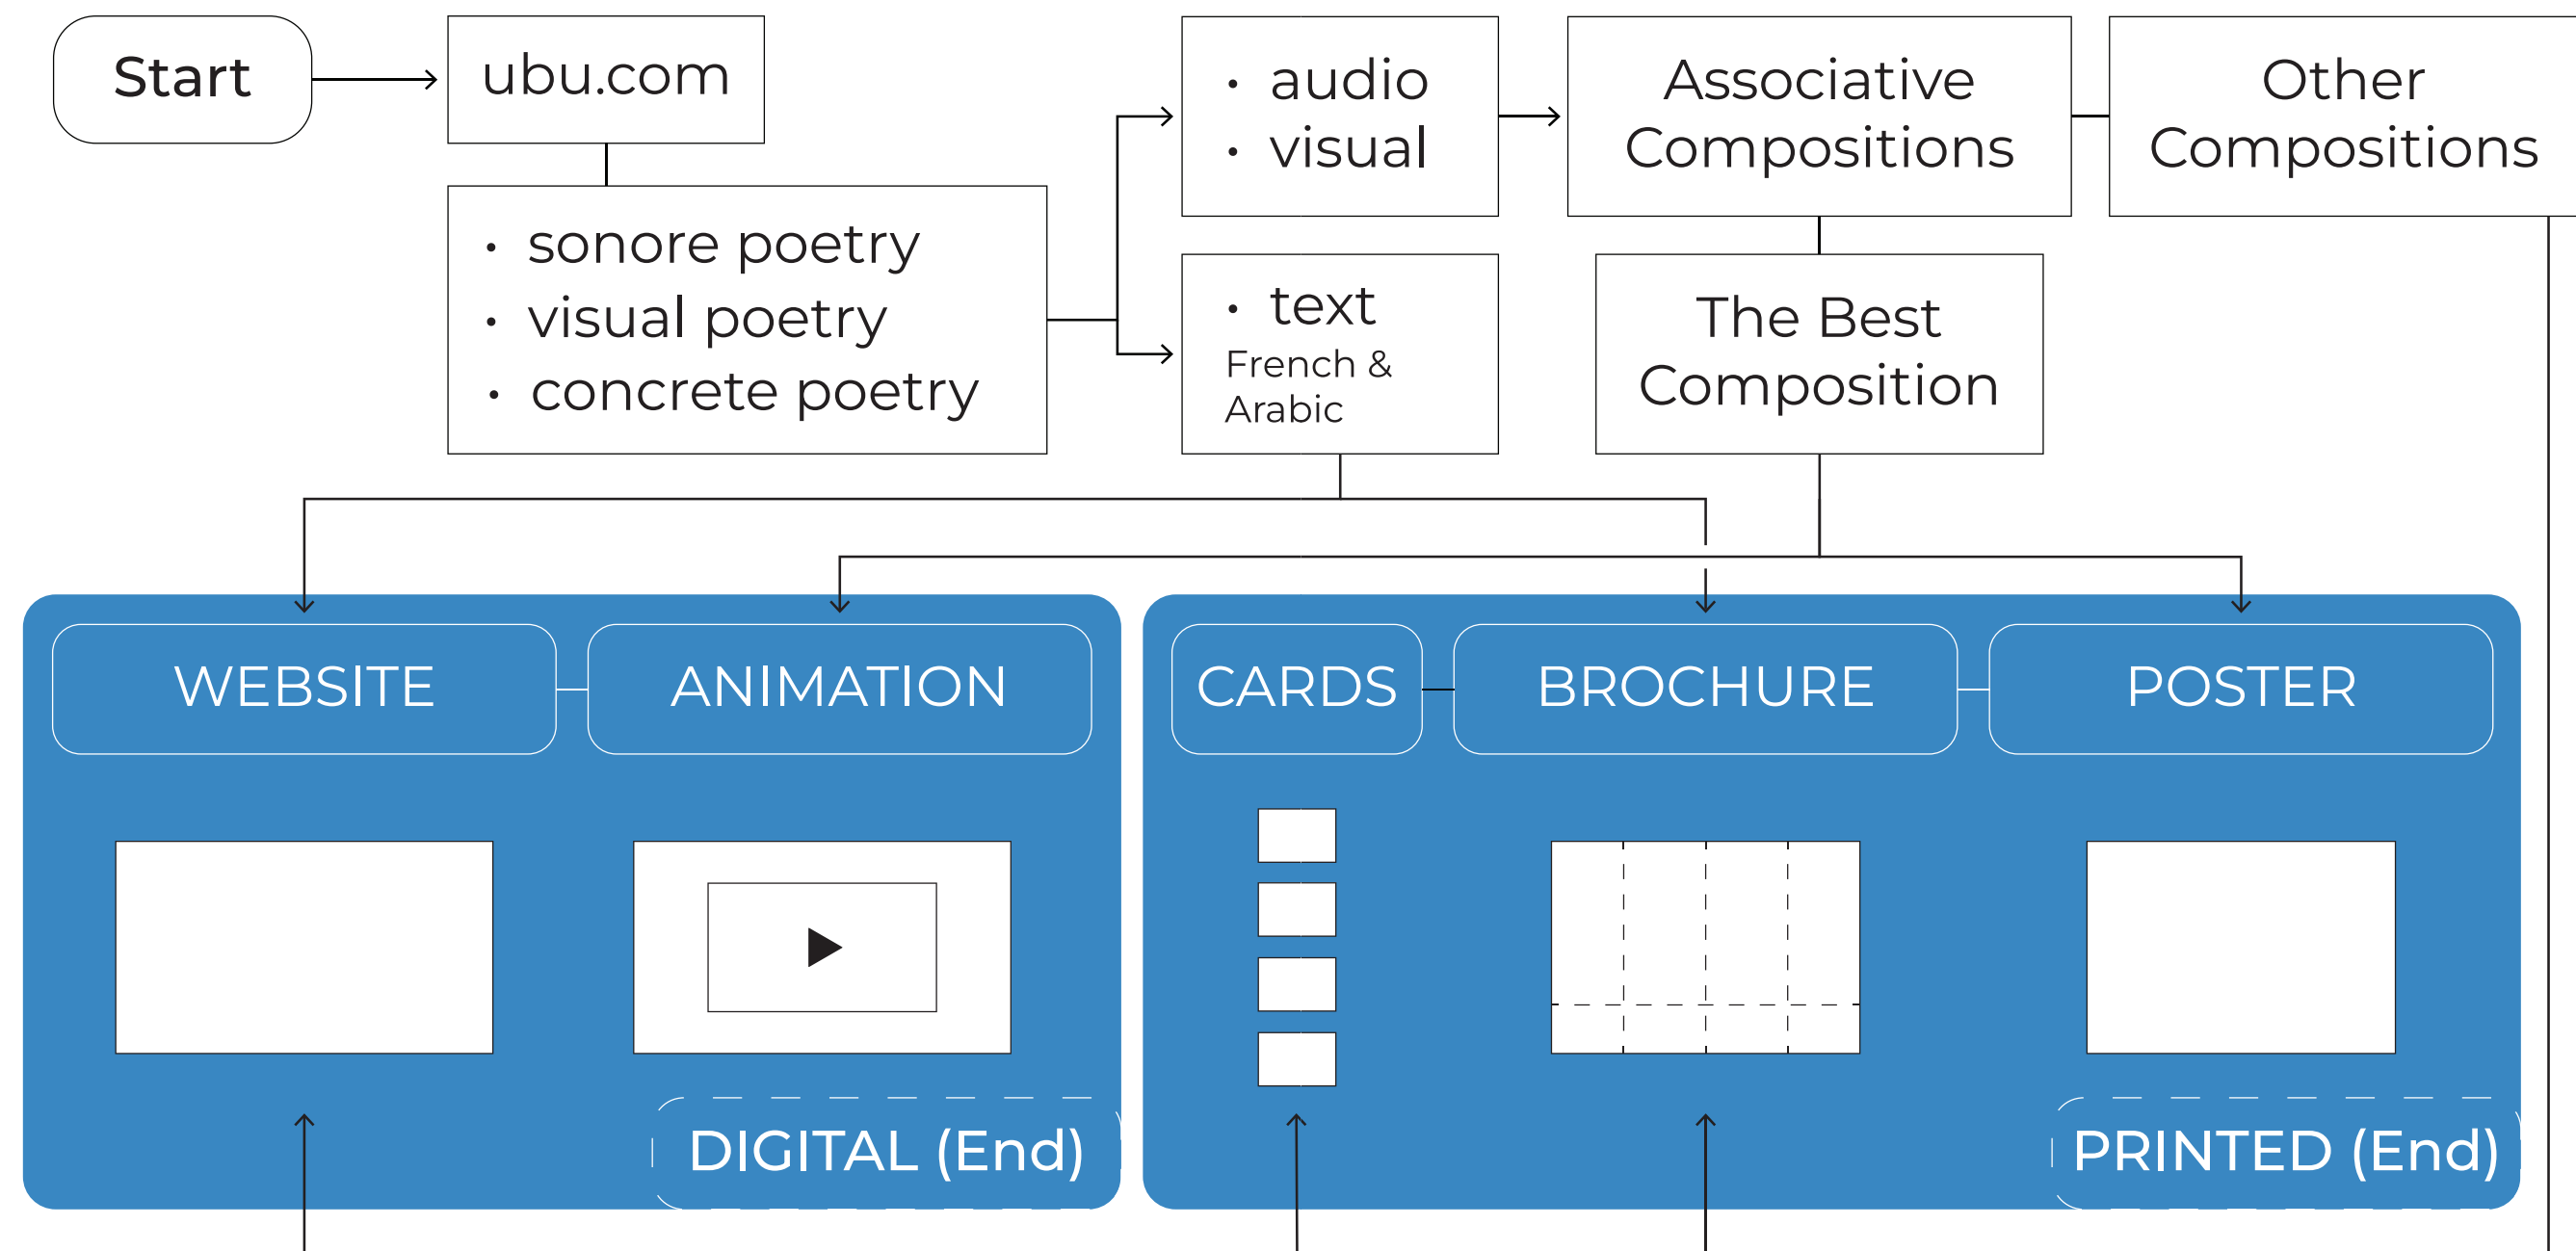 Start
ubu.com
• sonore poetry
• visual poetry
• concrete poetry
• audio
• visual
• text
French &
Arabic
Associative
Compositions
Other
Compositions
The Best
Composition
WEBSITE
ANIMATION
CARDS
BROCHURE
POSTER
DIGITAL (End)
PRINTED (End)